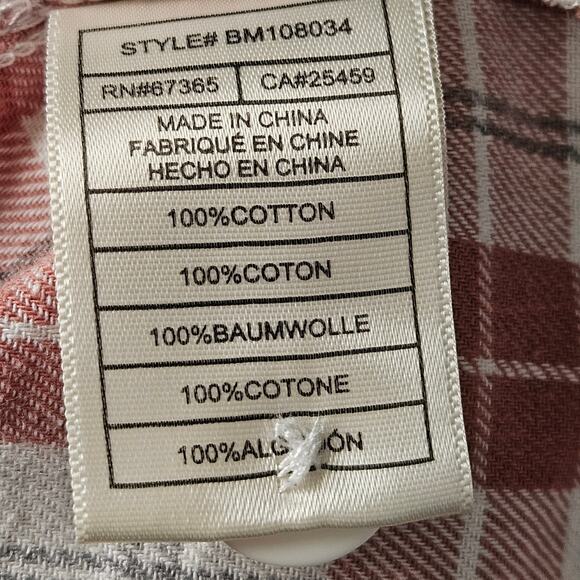 STYLE# BM108034
RN#67365 CA#25459
MADE IN CHINA
FABRIQUÉ EN CHINE
HECHO EN CHINA
100%COTTON
100%COTON
100%BAUMWOLLE
100%COTONE